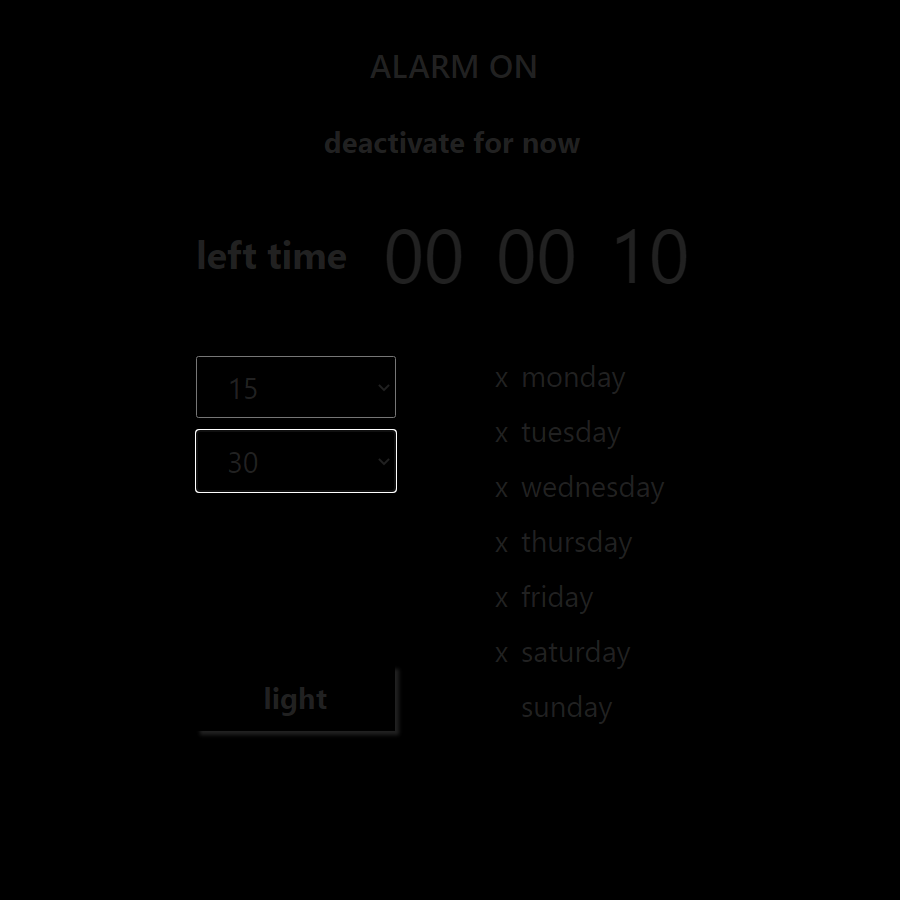 ALARM ON
deactivate for now
left time 00 00 10
15
30
x monday
x tuesday
x wednesday
x thursday
x friday
x saturday
sunday
light